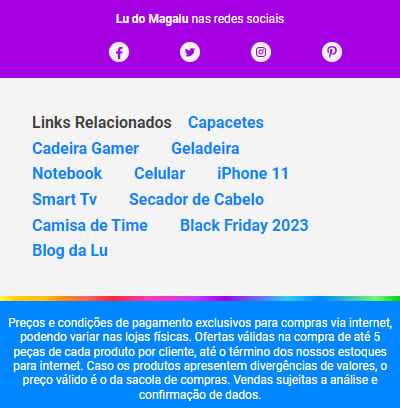 Lu do Magalu nas redes sociais
Links Relacionados Capacetes
Cadeira Gamer Geladeira
Notebook Celular iPhone 11
Smart Tv Secador de Cabelo
Camisa de Time Black Friday 2023
Blog da Lu
Preços e condições de pagamento exclusivos para compras via internet,
podendo variar nas lojas físicas. Ofertas válidas na compra de até 5
peças de cada produto por cliente, até o término dos nossos estoques
para internet. Caso os produtos apresentem divergências de valores, o
preço válido é o da sacola de compras. Vendas sujeitas a análise e
confirmação de dados.